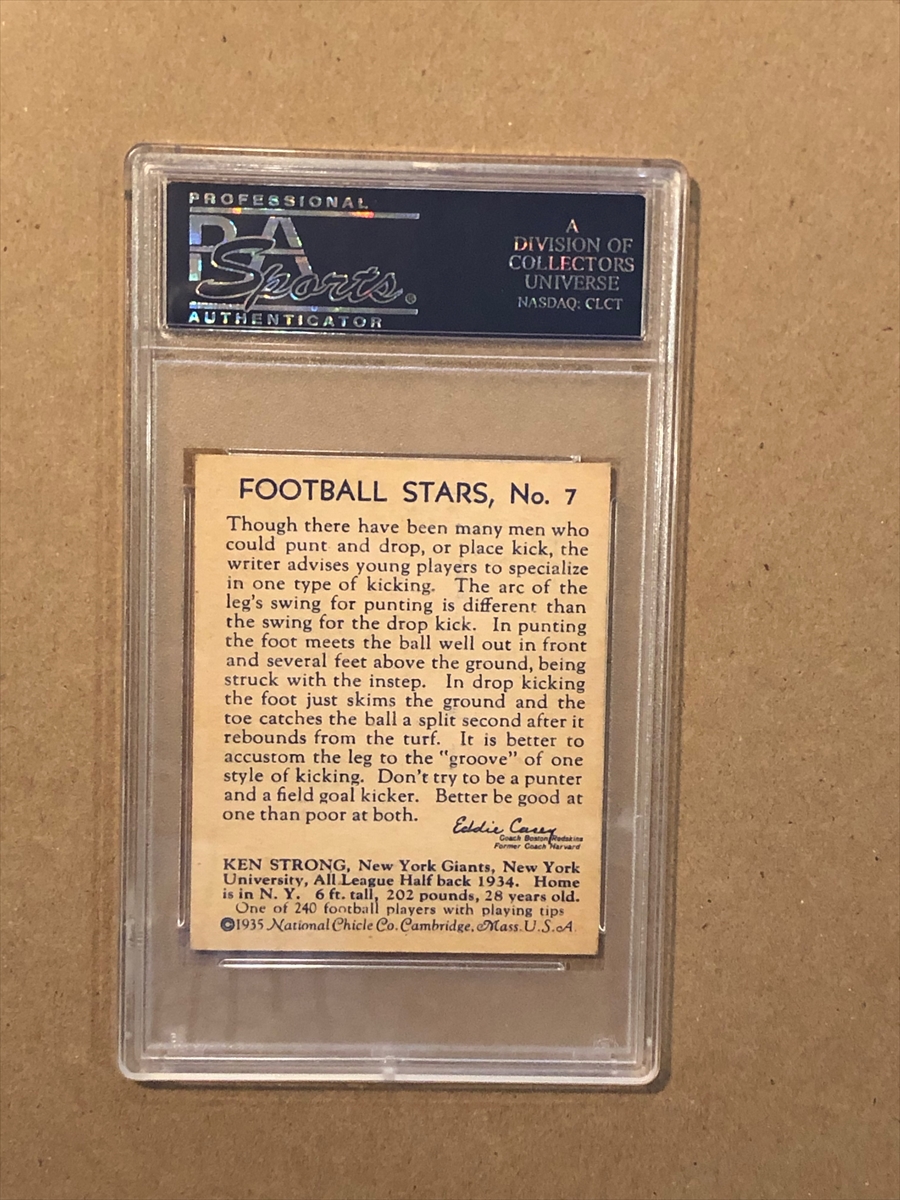 PROFESSIONAL
PSA
Sports®
AUTHENTICATOR
A
DIVISION OF
COLLECTORS
UNIVERSE
NASDAQ: CLCT
FOOTBALL STARS, No. 7
Though there have been many men who
could punt and drop, or place kick, the
writer advises young players to specialize
in one type of kicking. The arc of the
leg's swing for punting is different than
the swing for the drop kick. In punting
the foot meets the ball well out in front
and several feet above the ground, being
struck with the instep. In drop kicking
the foot just skims the ground and the
toe catches the ball a split second after it
rebounds from the turf. It is better to
accustom the leg to the "groove" of one
style of kicking. Don't try to be a punter
and a field goal kicker. Better be good at
one than poor at both.
Eddie Casey
Coach Boston Redskins
Former Coach Harvard
KEN STRONG, New York Giants, New York
University, All League Half back 1934. Home
is in N. Y. 6 ft. tall, 202 pounds, 28 years old.
One of 240 football players with playing tips
©1935 National Chicle Co. Cambridge, Mass. U.S.A.